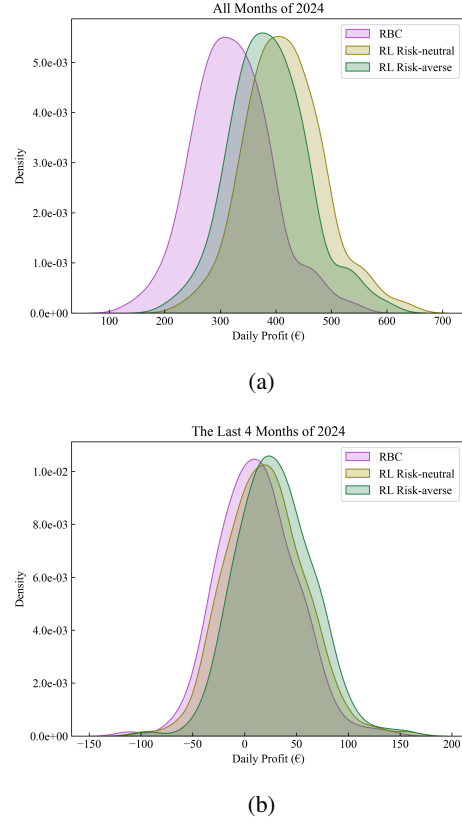 All Months of 2024
RBC
RL Risk-neutral
RL Risk-averse
5.0e-03
4.0e-03
3.0e-03
2.0e-03
1.0e-03
0.0e+00
Density
100 200 300 400 500 600 700
Daily Profit (€)
(a)
The Last 4 Months of 2024
RBC
RL Risk-neutral
RL Risk-averse
1.0e-02
8.0e-03
6.0e-03
4.0e-03
2.0e-03
0.0e+00
Density
−150 −100 −50 0 50 100 150 200
Daily Profit (€)
(b)